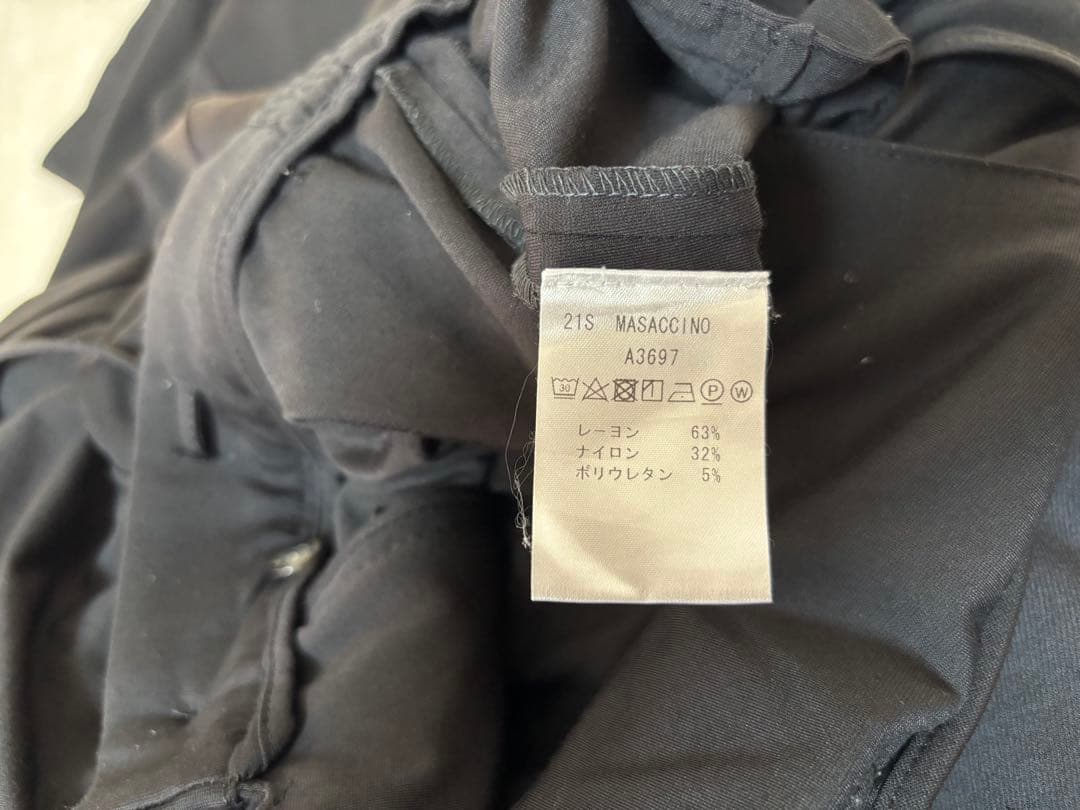 21S MASACCINO
A3697
30 P W
レーヨン 63%
ナイロン 32%
ポリウレタン 5%